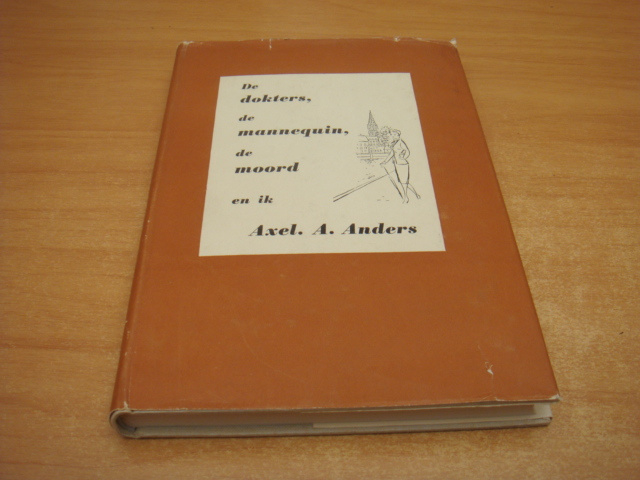 De
dokters,
de
mannequin,
de
moord
en ik
Axel. A. Anders